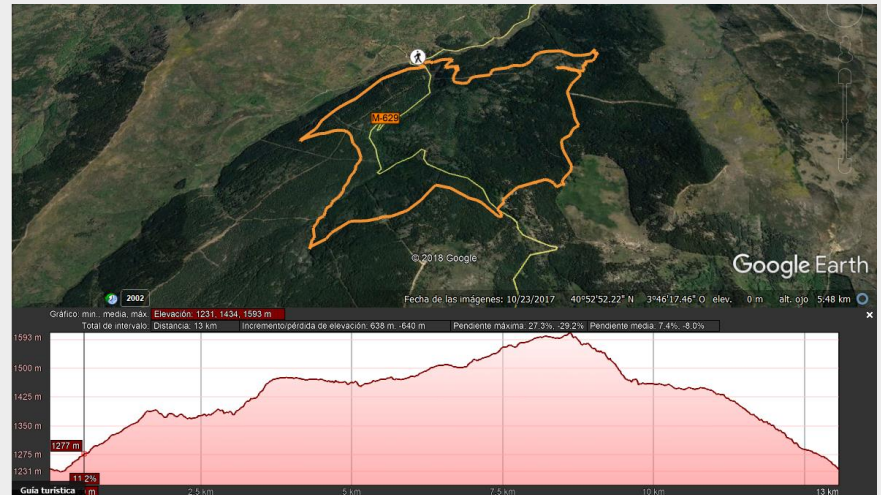 M-629
© 2018 Google
Google Earth
2002
Fecha de las imágenes: 10/23/2017 40°52'52.22" N 3°46'17.46" O elev. 0 m alt. ojo 5:48 km
Gráfico: mín., media, máx. Elevación: 1231, 1434, 1593 m
Total de intervalo: Distancia: 13 km Incremento/pérdida de elevación: 638 m, -640 m Pendiente máxima: 27.3%, -29.2% Pendiente media: 7.4%, -8.0%
1593 m
1500 m
1425 m
1350 m
1277 m
1275 m
1231 m
11.2%
Guía turística m 2.5 km 5 km 7.5 km 10 km 13 km